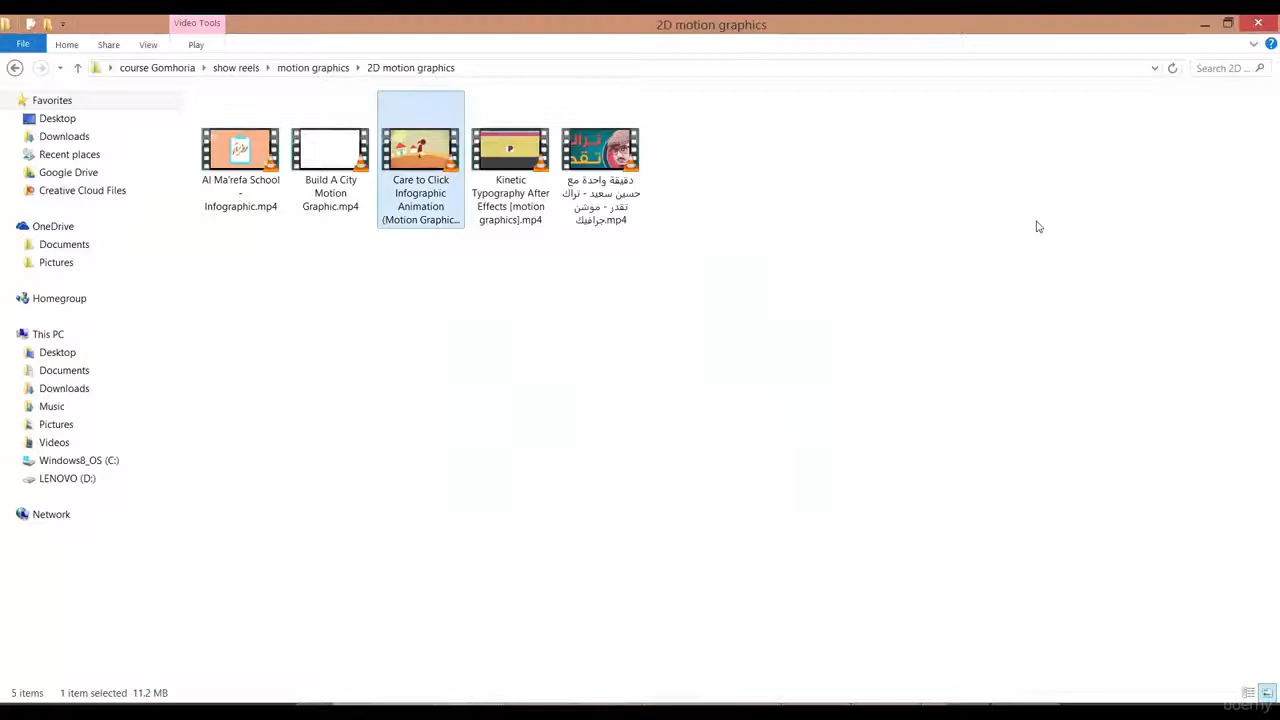 Video Tools
2D motion graphics
File
Home
Share
View
Play
course Gomhoria
show reels
motion graphics
2D motion graphics
Search 2D ...
Favorites
Desktop
Downloads
Recent places
Google Drive
Creative Cloud Files
OneDrive
Documents
Pictures
Homegroup
This PC
Desktop
Documents
Downloads
Music
Pictures
Videos
Windows8_OS (C:)
LENOVO (D:)
Network
Al Ma'refa School
-
Infographic.mp4
Build A City
Motion
Graphic.mp4
Care to Click
Infographic
Animation
(Motion Graphic...
P
Kinetic
Typography After
Effects [motion
graphics].mp4
دقيقة واحدة مع
حسين سعيد - تراك
تقدر - موشن
جرافيك.mp4
5 items
1 item selected
11.2 MB
udemy